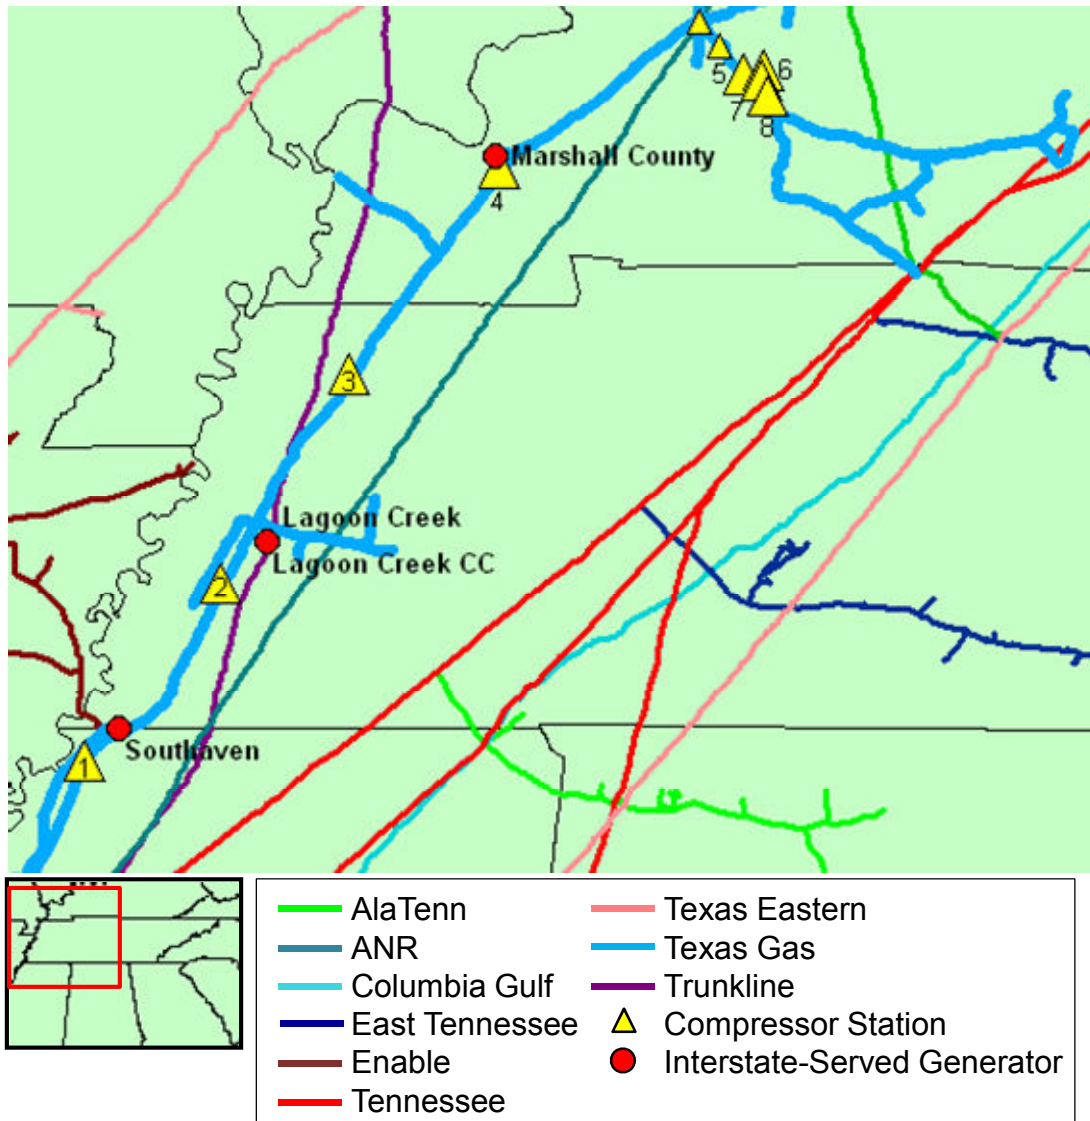 5
6
7
8
Marshall County
4
3
Lagoon Creek
Lagoon Creek CC
2
Southaven
1
AlaTenn
ANR
Columbia Gulf
East Tennessee
Enable
Tennessee
Texas Eastern
Texas Gas
Trunkline
Compressor Station
Interstate-Served Generator